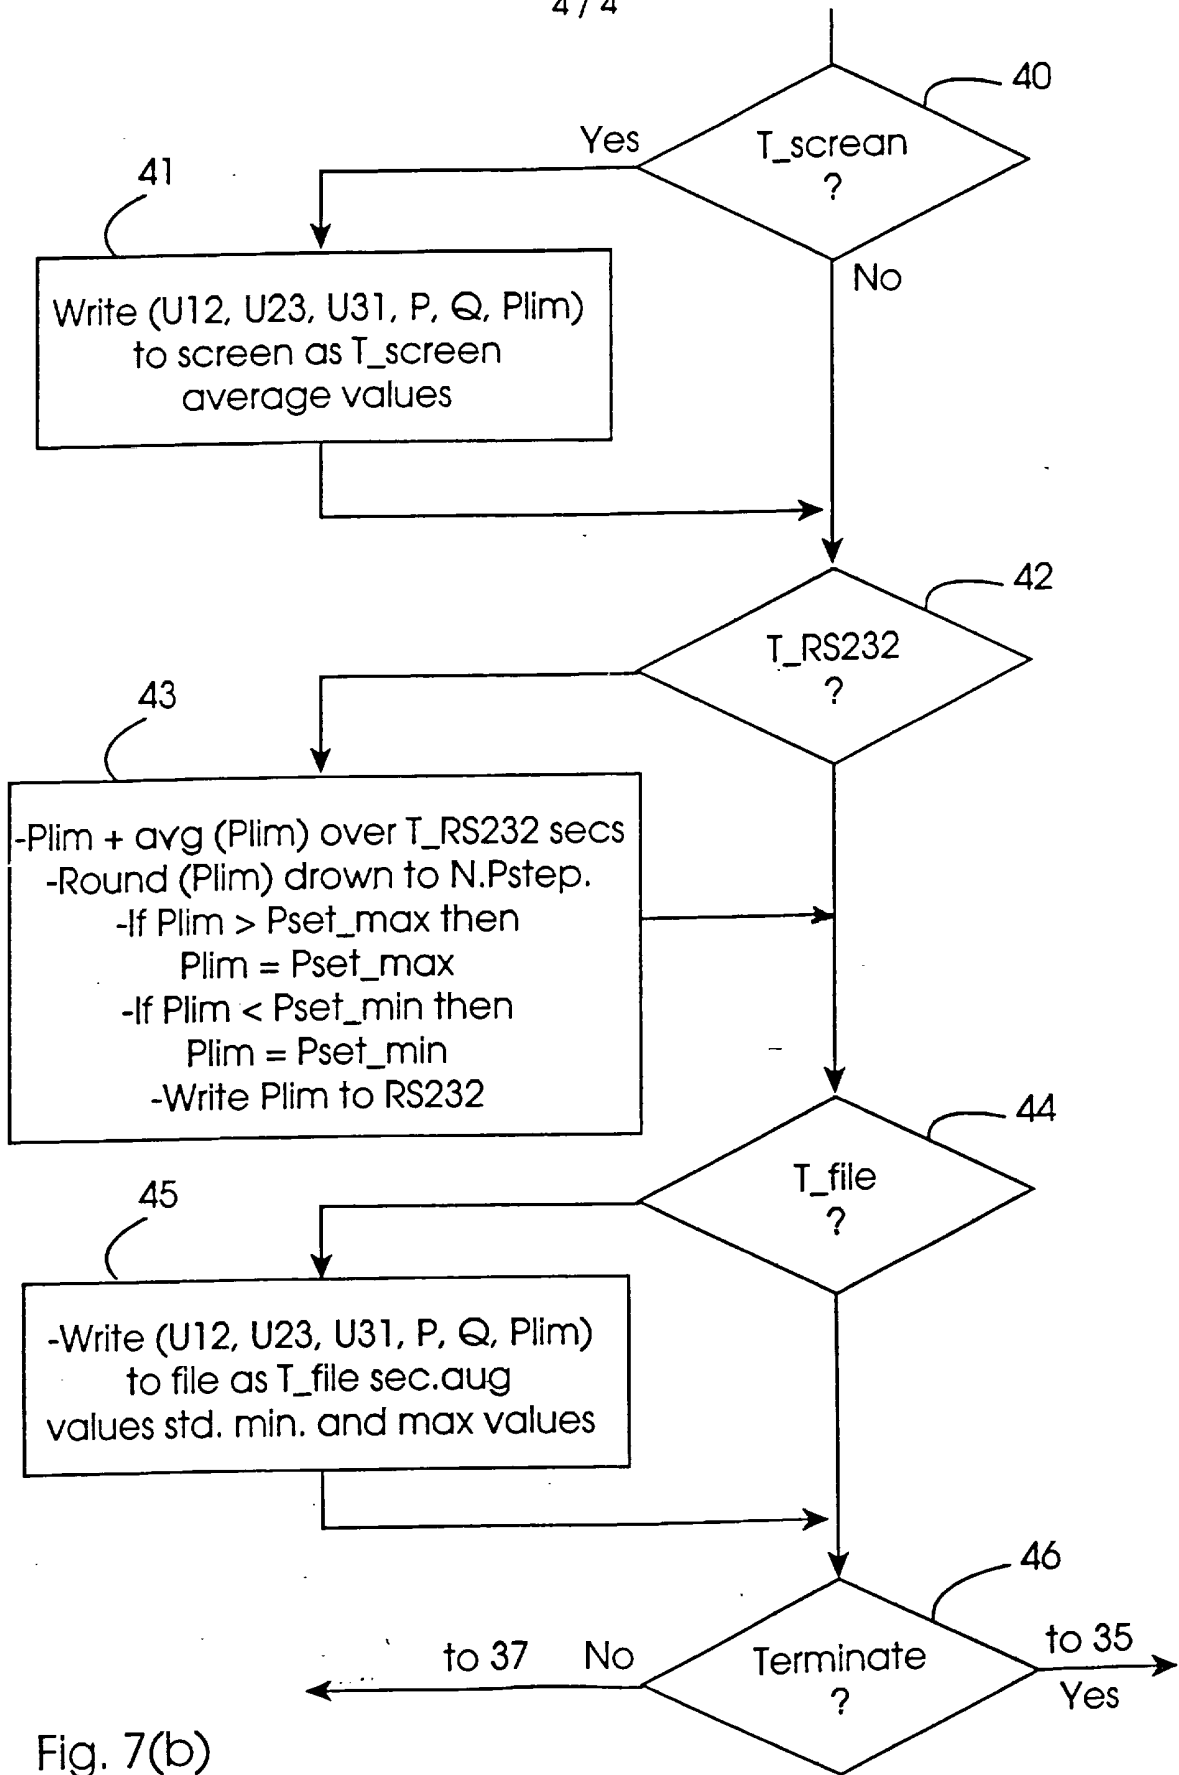 4 / 4
40
Yes
T_screan
?
41
No
Write (U12, U23, U31, P, Q, Plim)
to screen as T_screen
average values
42
T_RS232
?
43
-Plim + avg (Plim) over T_RS232 secs
-Round (Plim) drown to N.Pstep.
-If Plim > Pset_max then
Plim = Pset_max
-If Plim < Pset_min then
Plim = Pset_min
-Write Plim to RS232
44
T_file
?
45
-Write (U12, U23, U31, P, Q, Plim)
to file as T_file sec.aug
values std. min. and max values
46
to 37 No
Terminate
?
to 35
Yes
Fig. 7(b)